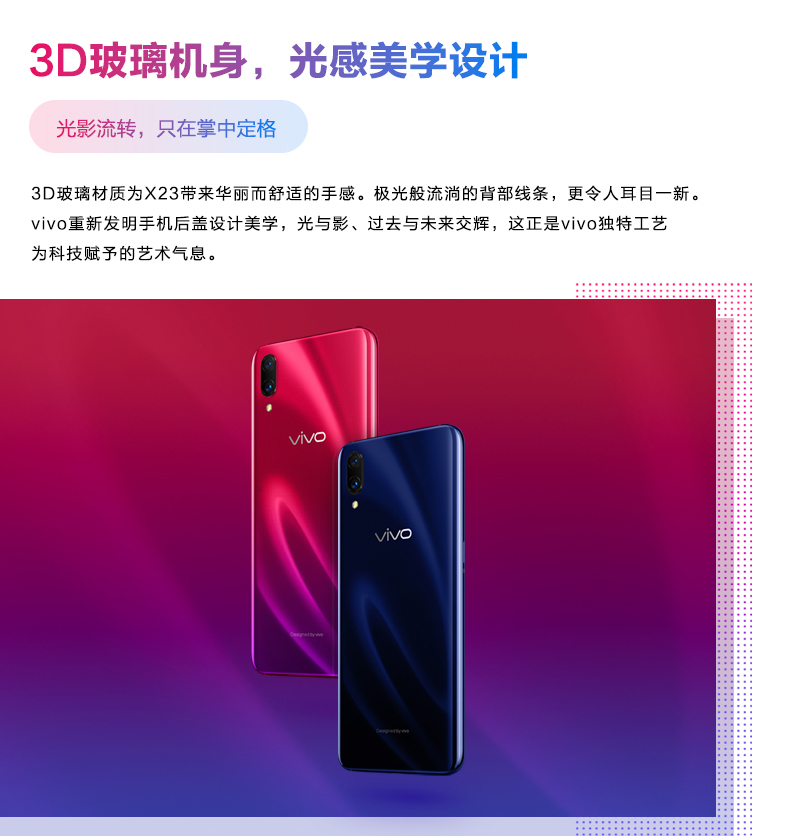 3D玻璃机身，光感美学设计
光影流转，只在掌中定格
3D玻璃材质为X23带来华丽而舒适的手感。极光般流淌的背部线条，更令人耳目一新。
vivo重新发明手机后盖设计美学，光与影、过去与未来交辉，这正是vivo独特工艺
为科技赋予的艺术气息。
vivo
vivo
Designed by vivo
Designed by vivo